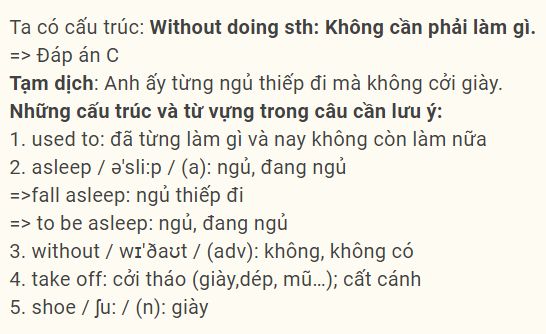 Ta có cấu trúc: Without doing sth: Không cần phải làm gì.
=> Đáp án C
Tạm dịch: Anh ấy từng ngủ thiếp đi mà không cởi giày.
Những cấu trúc và từ vựng trong câu cần lưu ý:
1. used to: đã từng làm gì và nay không còn làm nữa
2. asleep / ə'sli:p / (a): ngủ, đang ngủ
=>fall asleep: ngủ thiếp đi
=> to be asleep: ngủ, đang ngủ
3. without / wɪ'ðaʊt / (adv): không, không có
4. take off: cởi tháo (giày,dép, mũ…); cất cánh
5. shoe / ʃu: / (n): giày